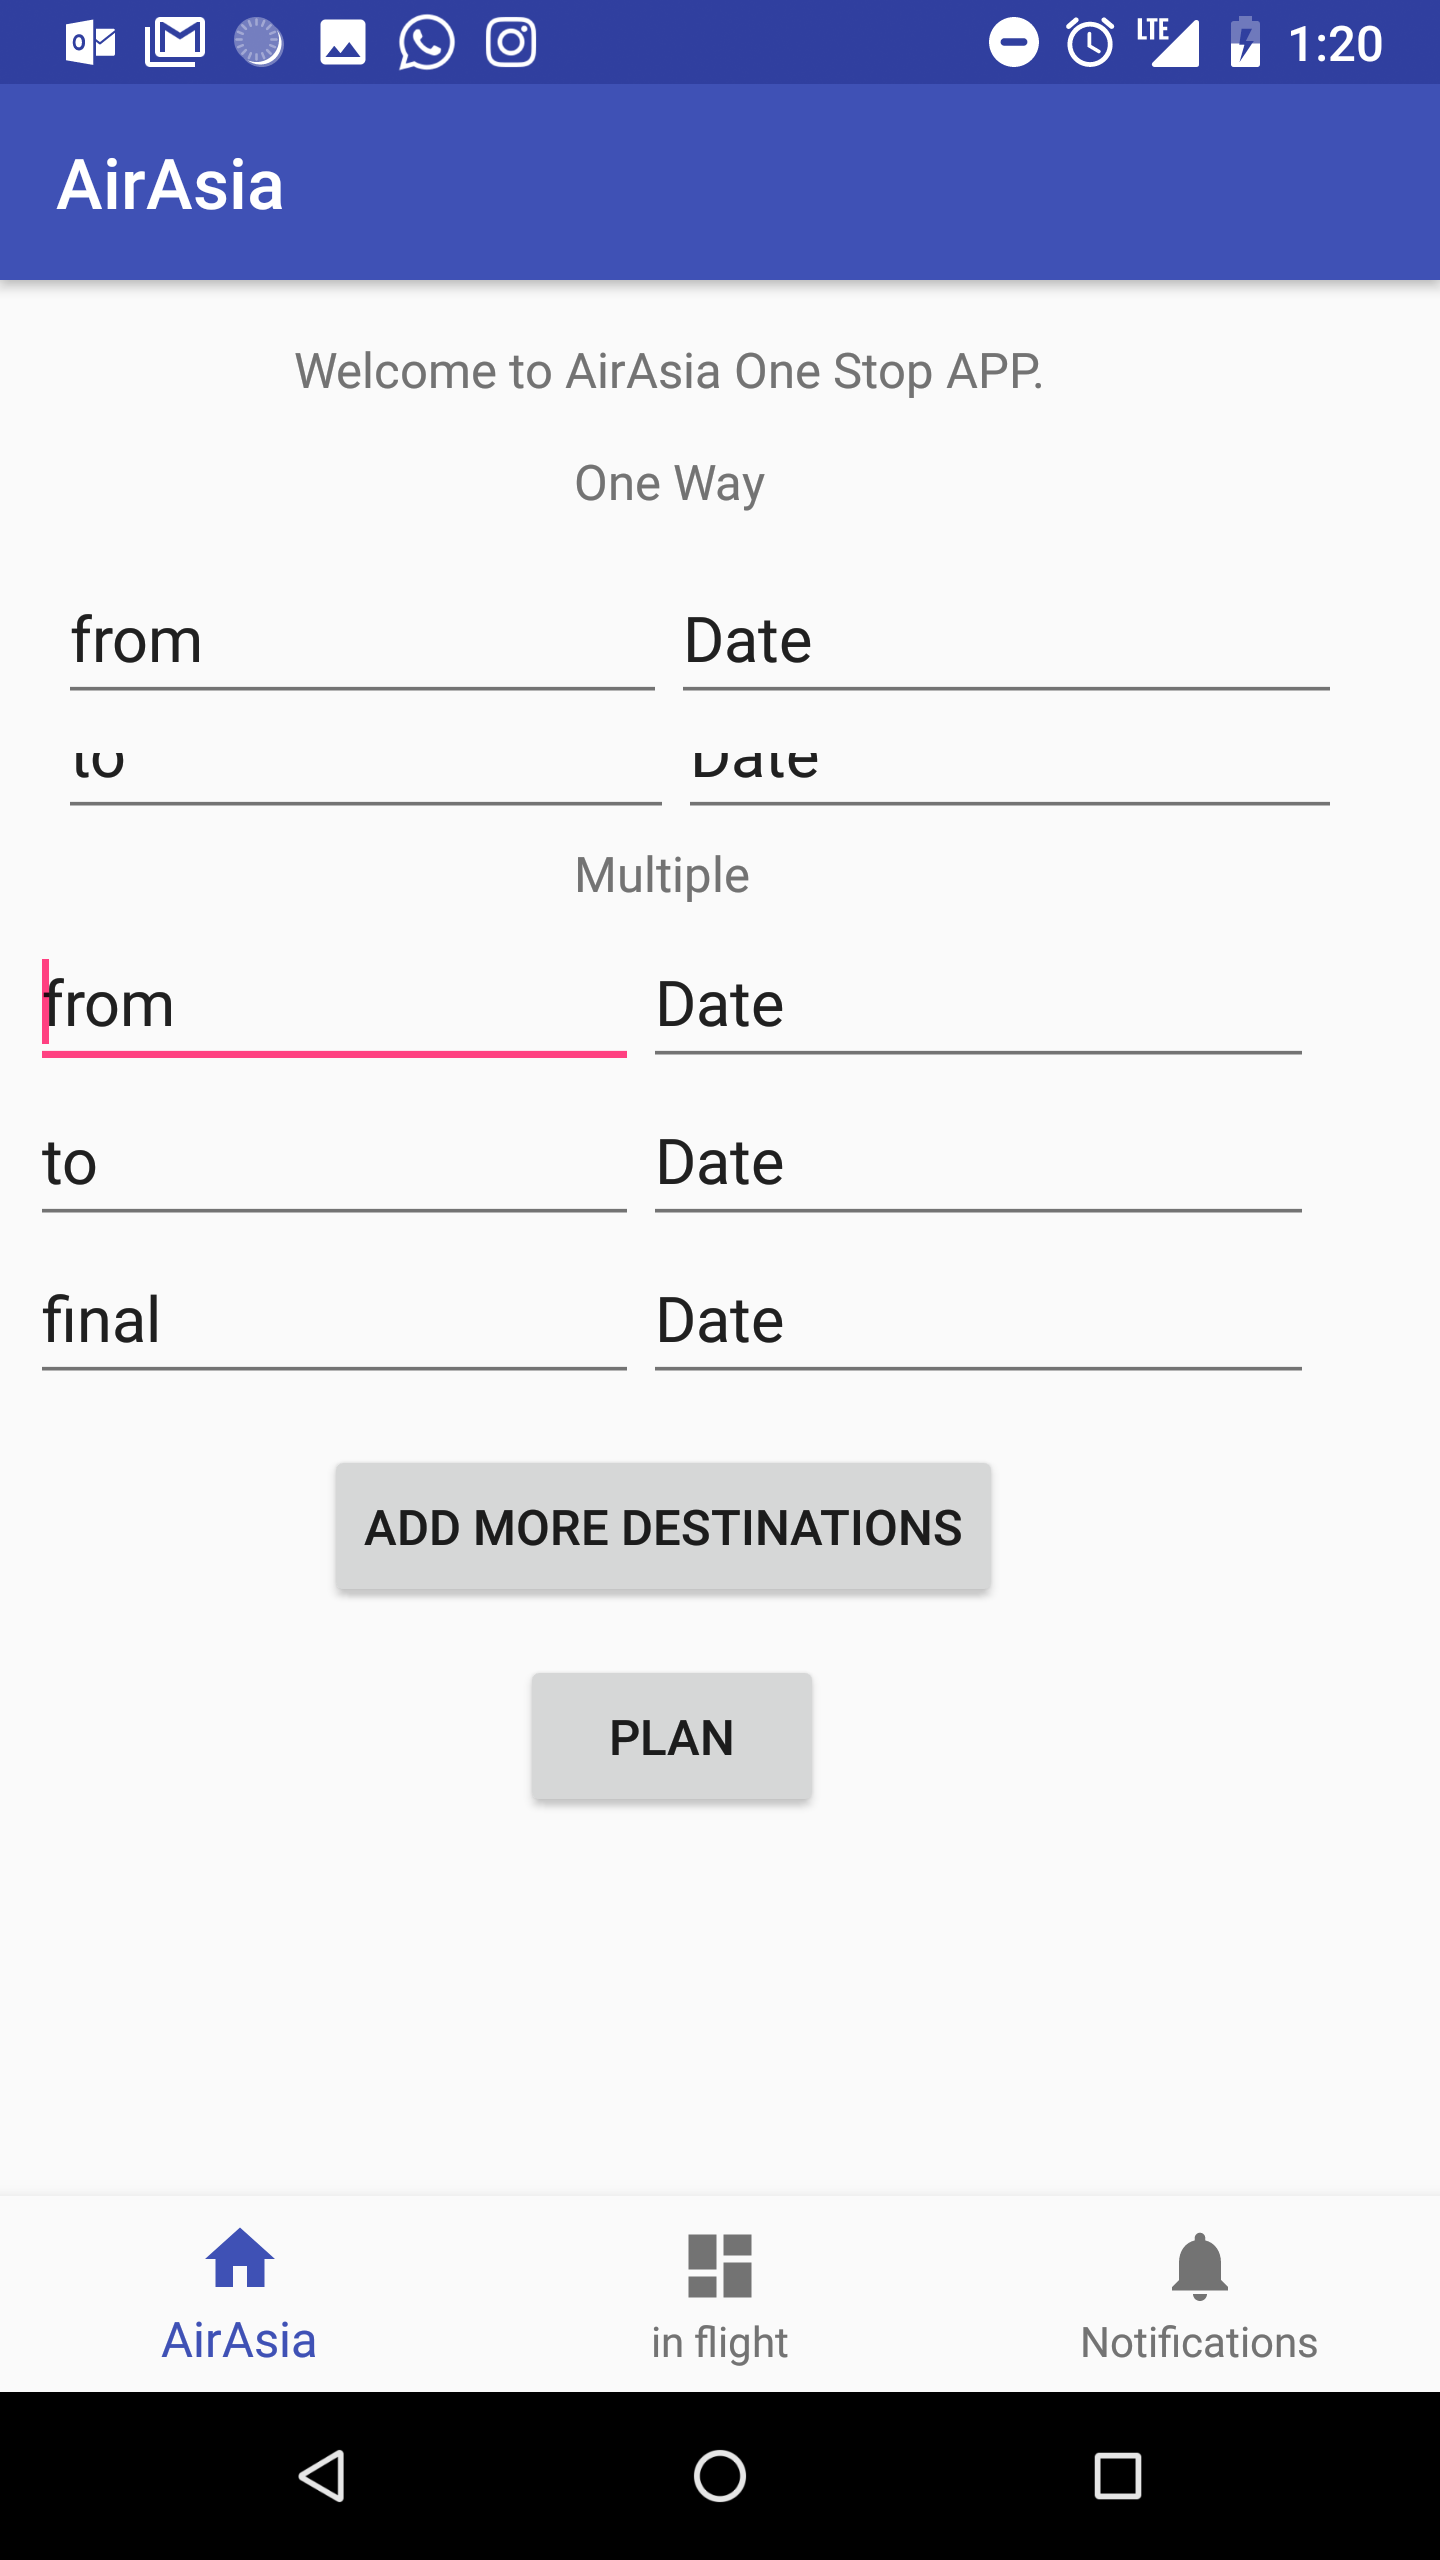 LTE 1:20
AirAsia
Welcome to AirAsia One Stop APP.
One Way
from Date
to Date
Multiple
from Date
to Date
final Date
ADD MORE DESTINATIONS
PLAN
AirAsia in flight Notifications